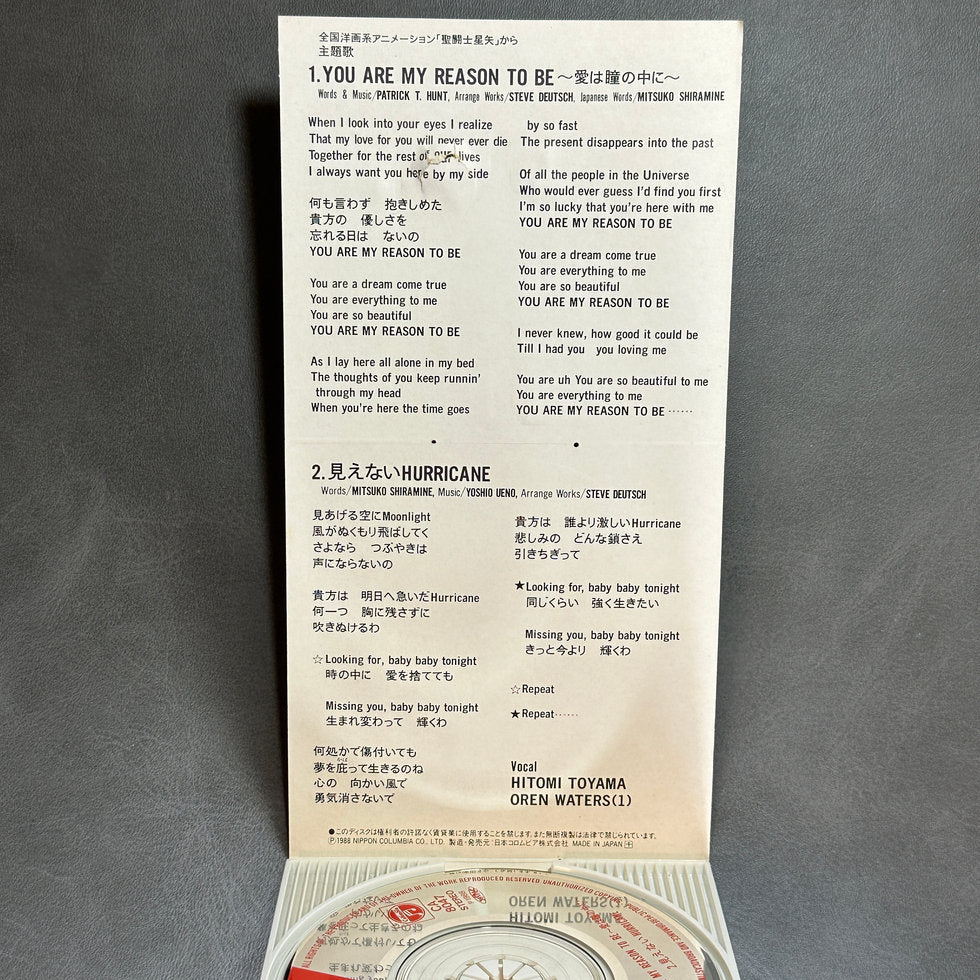 全国洋画系アニメーション「聖闘士星矢」から
主題歌
1.YOU ARE MY REASON TO BE～愛は瞳の中に～
Words & Music/PATRICK T. HUNT, Arrange Works/STEVE DEUTSCH, Japanese Words/MITSUKO SHIRAMINE
When I look into your eyes I realize
That my love for you will never ever die
Together for the rest of our lives
I always want you here by my side
何も言わず　抱きしめた
貴方の　優しさを
忘れる日は　ないの
YOU ARE MY REASON TO BE
You are a dream come true
You are everything to me
You are so beautiful
YOU ARE MY REASON TO BE
As I lay here all alone in my bed
The thoughts of you keep runnin'
through my head
When you're here the time goes
by so fast
The present disappears into the past
Of all the people in the Universe
Who would ever guess I'd find you first
I'm so lucky that you're here with me
YOU ARE MY REASON TO BE
You are a dream come true
You are everything to me
You are so beautiful
YOU ARE MY REASON TO BE
I never knew, how good it could be
Till I had you　you loving me
You are uh You are so beautiful to me
You are everything to me
YOU ARE MY REASON TO BE……
2.見えないHURRICANE
Words/MITSUKO SHIRAMINE, Music/YOSHIO UENO, Arrange Works/STEVE DEUTSCH
見あげる空にMoonlight
風がぬくもり飛ばしてく
さよなら　つぶやきは
声にならないの
貴方は　明日へ急いだHurricane
何一つ　胸に残さずに
吹きぬけるわ
☆Looking for, baby baby tonight
時の中に　愛を捨てても
Missing you, baby baby tonight
生まれ変わって　輝くわ
何処かで傷付いても
夢を庇って生きるのね
心の　向かい風で
勇気消さないで
貴方は　誰より激しいHurricane
悲しみの　どんな鎖さえ
引きちぎって
★Looking for, baby baby tonight
同じくらい　強く生きたい
Missing you, baby baby tonight
きっと今より　輝くわ
☆Repeat
★Repeat……
Vocal
HITOMI TOYAMA
OREN WATERS(1)
●このディスクは権利者の許諾なく賃貸業に使用することを禁じます。また無断複製は法律で禁じられています。
Ⓟ1988 NIPPON COLUMBIA CO., LTD. 製造・発売元:日本コロムビア株式会社 MADE IN JAPAN
OWNER OF THE WORK REPRODUCED RESERVED. UNAUTHORIZED
PUBLIC PERFORMANCE AND BROADCASTING
CA
8047
STEREO